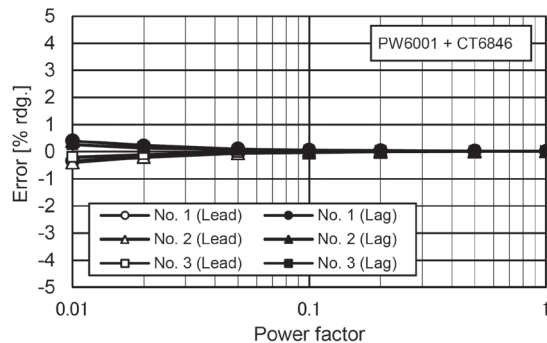 5
4
3
2
1
0
-1
-2
-3
-4
-5
Error [% rdg.]
PW6001 + CT6846
No. 1 (Lead) No. 1 (Lag)
No. 2 (Lead) No. 2 (Lag)
No. 3 (Lead) No. 3 (Lag)
0.01 0.1 1
Power factor